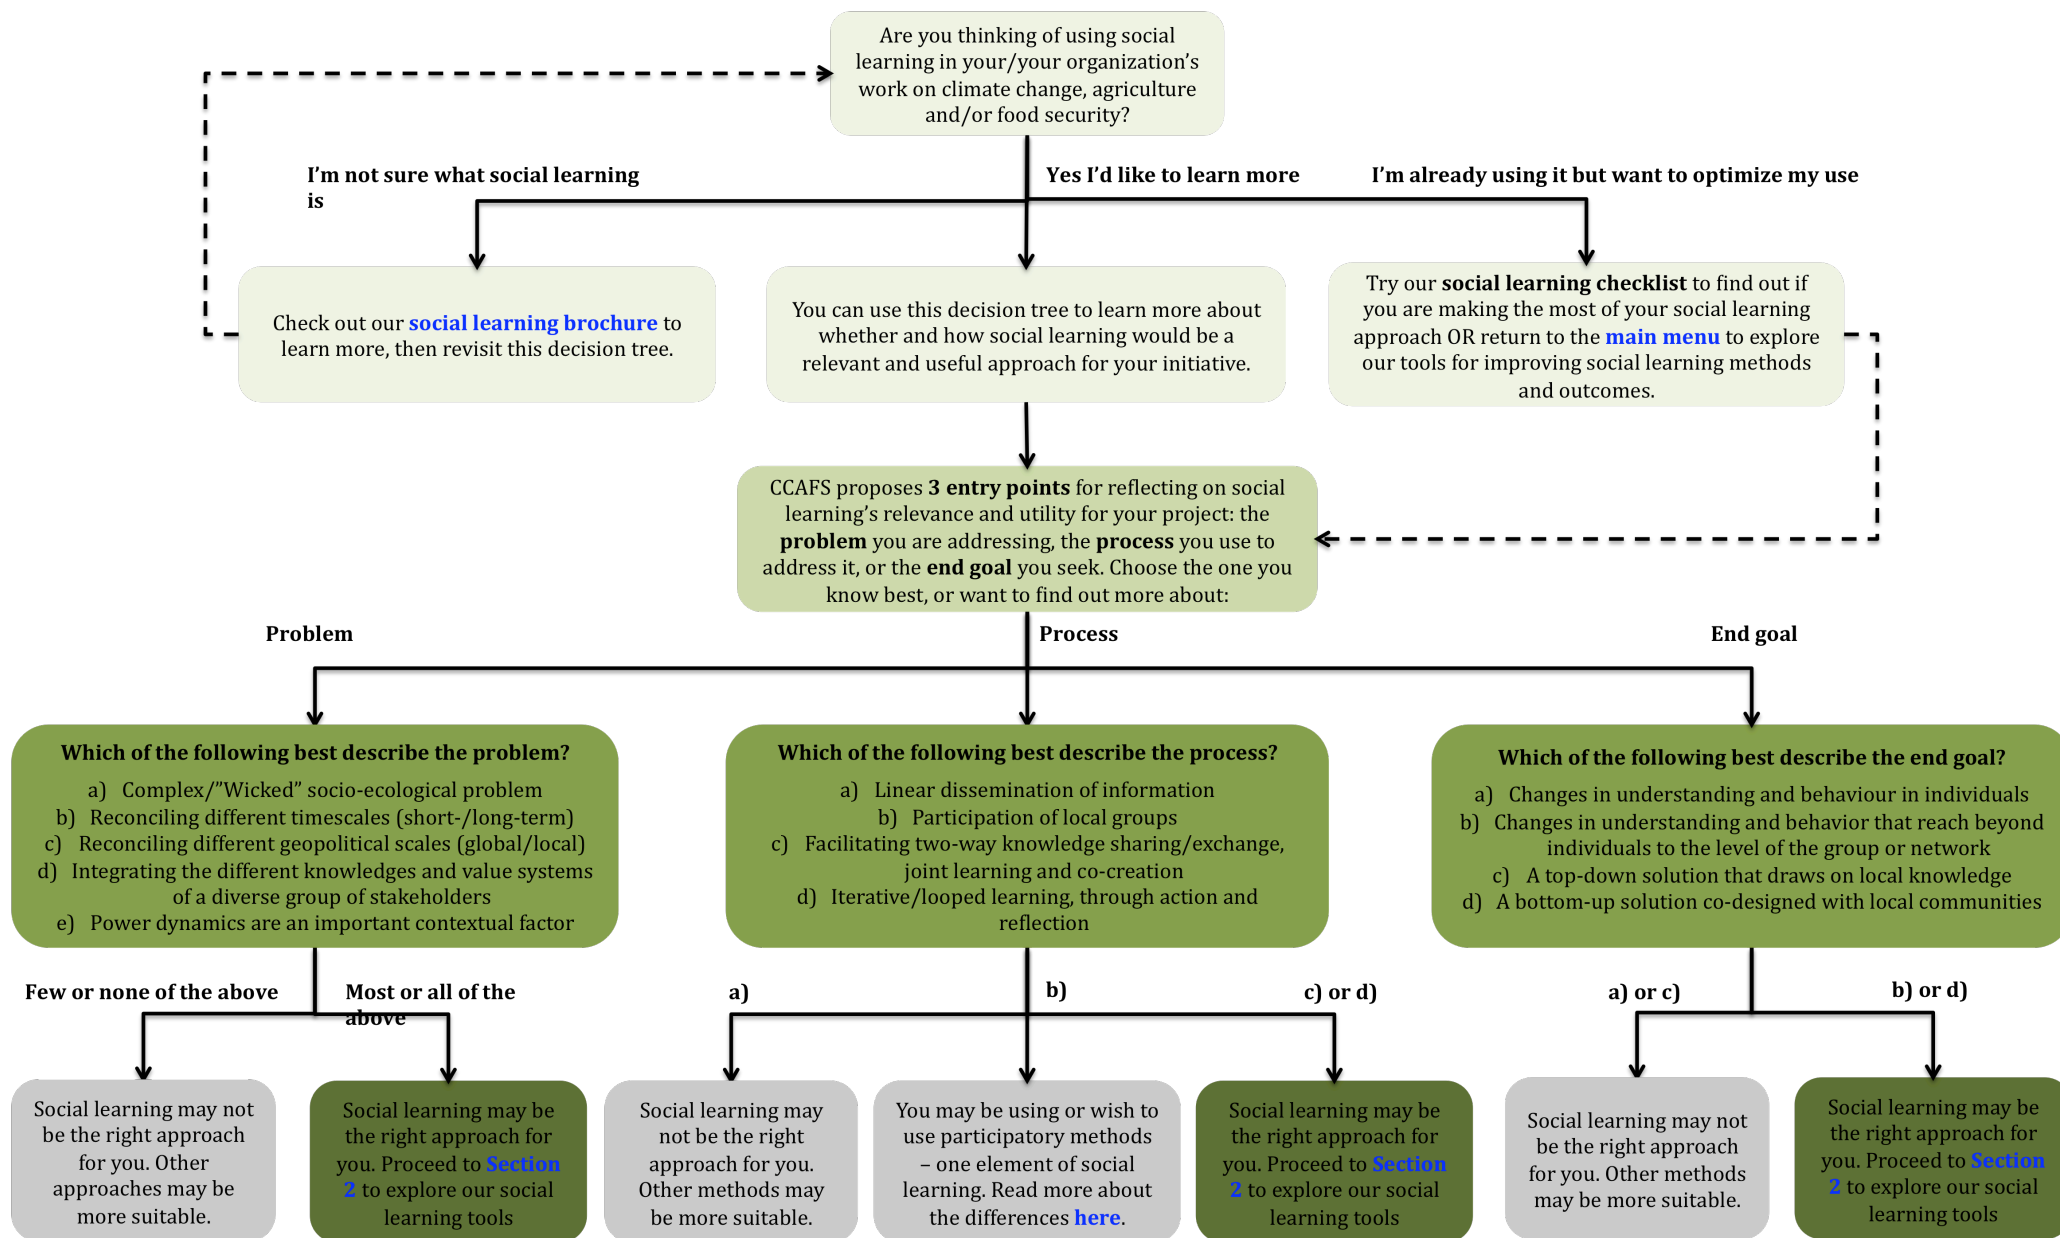 Are you thinking of using social
learning in your/your organization’s
work on climate change, agriculture
and/or food security?
I’m not sure what social learning
is
Yes I’d like to learn more
I’m already using it but want to optimize my use
Check out our social learning brochure to
learn more, then revisit this decision tree.
You can use this decision tree to learn more about
whether and how social learning would be a
relevant and useful approach for your initiative.
Try our social learning checklist to find out if
you are making the most of your social learning
approach OR return to the main menu to explore
our tools for improving social learning methods
and outcomes.
CCAFS proposes 3 entry points for reflecting on social
learning’s relevance and utility for your project: the
problem you are addressing, the process you use to
address it, or the end goal you seek. Choose the one you
know best, or want to find out more about:
Problem
Process
End goal
Which of the following best describe the problem?
a) Complex/”Wicked” socio-ecological problem
b) Reconciling different timescales (short-/long-term)
c) Reconciling different geopolitical scales (global/local)
d) Integrating the different knowledges and value systems
of a diverse group of stakeholders
e) Power dynamics are an important contextual factor
Which of the following best describe the process?
a) Linear dissemination of information
b) Participation of local groups
c) Facilitating two-way knowledge sharing/exchange,
joint learning and co-creation
d) Iterative/looped learning, through action and
reflection
Which of the following best describe the end goal?
a) Changes in understanding and behaviour in individuals
b) Changes in understanding and behavior that reach beyond
individuals to the level of the group or network
c) A top-down solution that draws on local knowledge
d) A bottom-up solution co-designed with local communities
Few or none of the above
Most or all of the
above
a)
b)
c) or d)
a) or c)
b) or d)
Social learning may not
be the right approach
for you. Other
approaches may be
more suitable.
Social learning may be
the right approach for
you. Proceed to Section
2 to explore our social
learning tools
Social learning may
not be the right
approach for you.
Other methods may
be more suitable.
You may be using or wish to
use participatory methods
– one element of social
learning. Read more about
the differences here.
Social learning may be
the right approach for
you. Proceed to Section
2 to explore our social
learning tools
Social learning may not
be the right approach
for you. Other methods
may be more suitable.
Social learning may be
the right approach for
you. Proceed to Section
2 to explore our social
learning tools